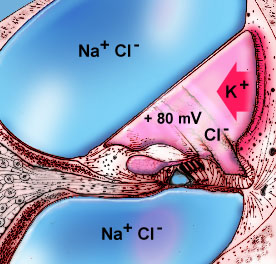 Na⁺ Cl⁻
K⁺
+ 80 mV
Cl⁻
Na⁺ Cl⁻